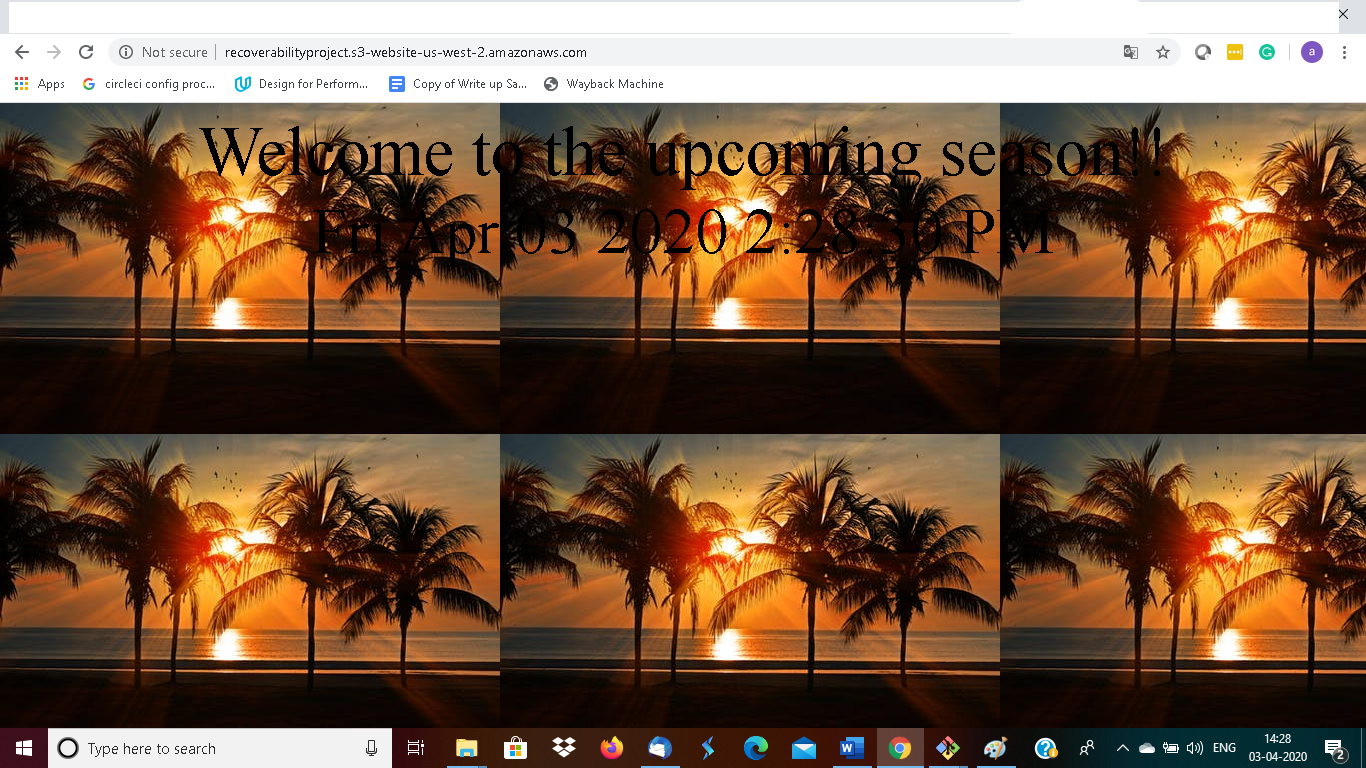 Not secure
recoverabilityproject.s3-website-us-west-2.amazonaws.com
a
Apps
circleci config proc...
Design for Perform...
Copy of Write up Sa...
Wayback Machine
Welcome to the upcoming season!!
Fri Apr 03 2020 2:28:30 PM
Type here to search
ENG
14:28
03-04-2020
2